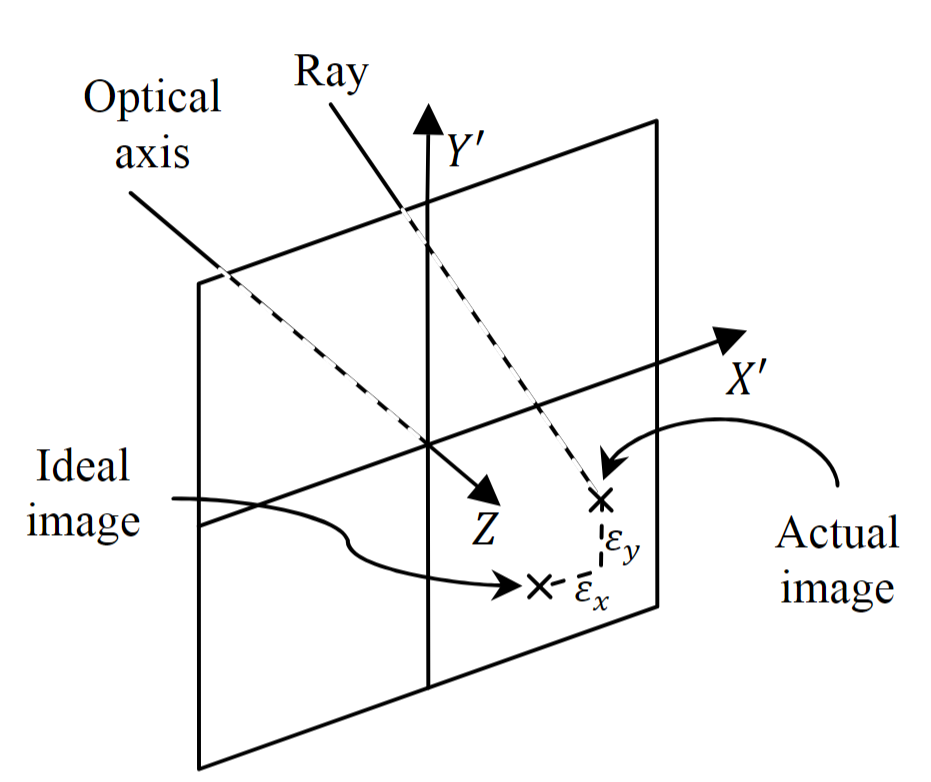 Ray
Optical
axis
Y′
X′
Ideal
image
Z
εy
εx
Actual
image